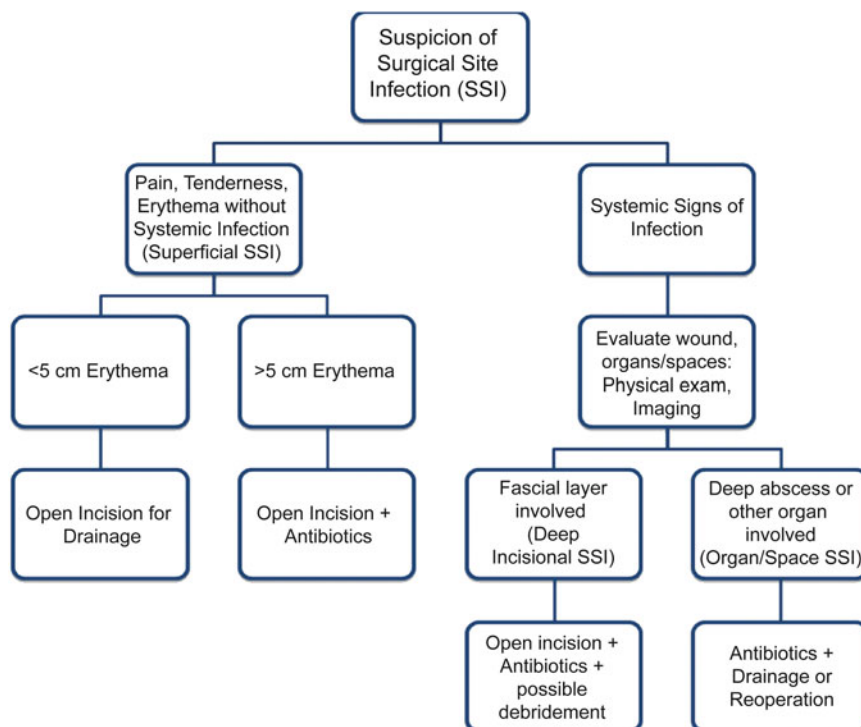 Suspicion of
Surgical Site
Infection (SSI)
Pain, Tenderness,
Erythema without
Systemic Infection
(Superficial SSI)
Systemic Signs of
Infection
<5 cm Erythema
>5 cm Erythema
Evaluate wound,
organs/spaces:
Physical exam,
Imaging
Open Incision for
Drainage
Open Incision +
Antibiotics
Fascial layer
involved
(Deep
Incisional SSI)
Deep abscess or
other organ
involved
(Organ/Space SSI)
Open incision +
Antibiotics +
possible
debridement
Antibiotics +
Drainage or
Reoperation